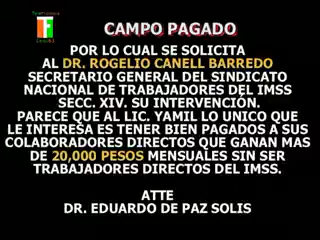 CAMPO PAGADO
POR LO CUAL SE SOLICITA
AL DR. ROGELIO CANELL BARREDO
SECRETARIO GENERAL DEL SINDICATO
NACIONAL DE TRABAJADORES DEL IMSS
SECC. XIV. SU INTERVENCIÓN.
PARECE QUE AL LIC. YAMIL LO UNICO QUE
LE INTERESA ES TENER BIEN PAGADOS A SUS
COLABORADORES DIRECTOS QUE GANAN MAS
DE 20,000 PESOS MENSUALES SIN SER
TRABAJADORES DIRECTOS DEL IMSS.
ATTE
DR. EDUARDO DE PAZ SOLIS